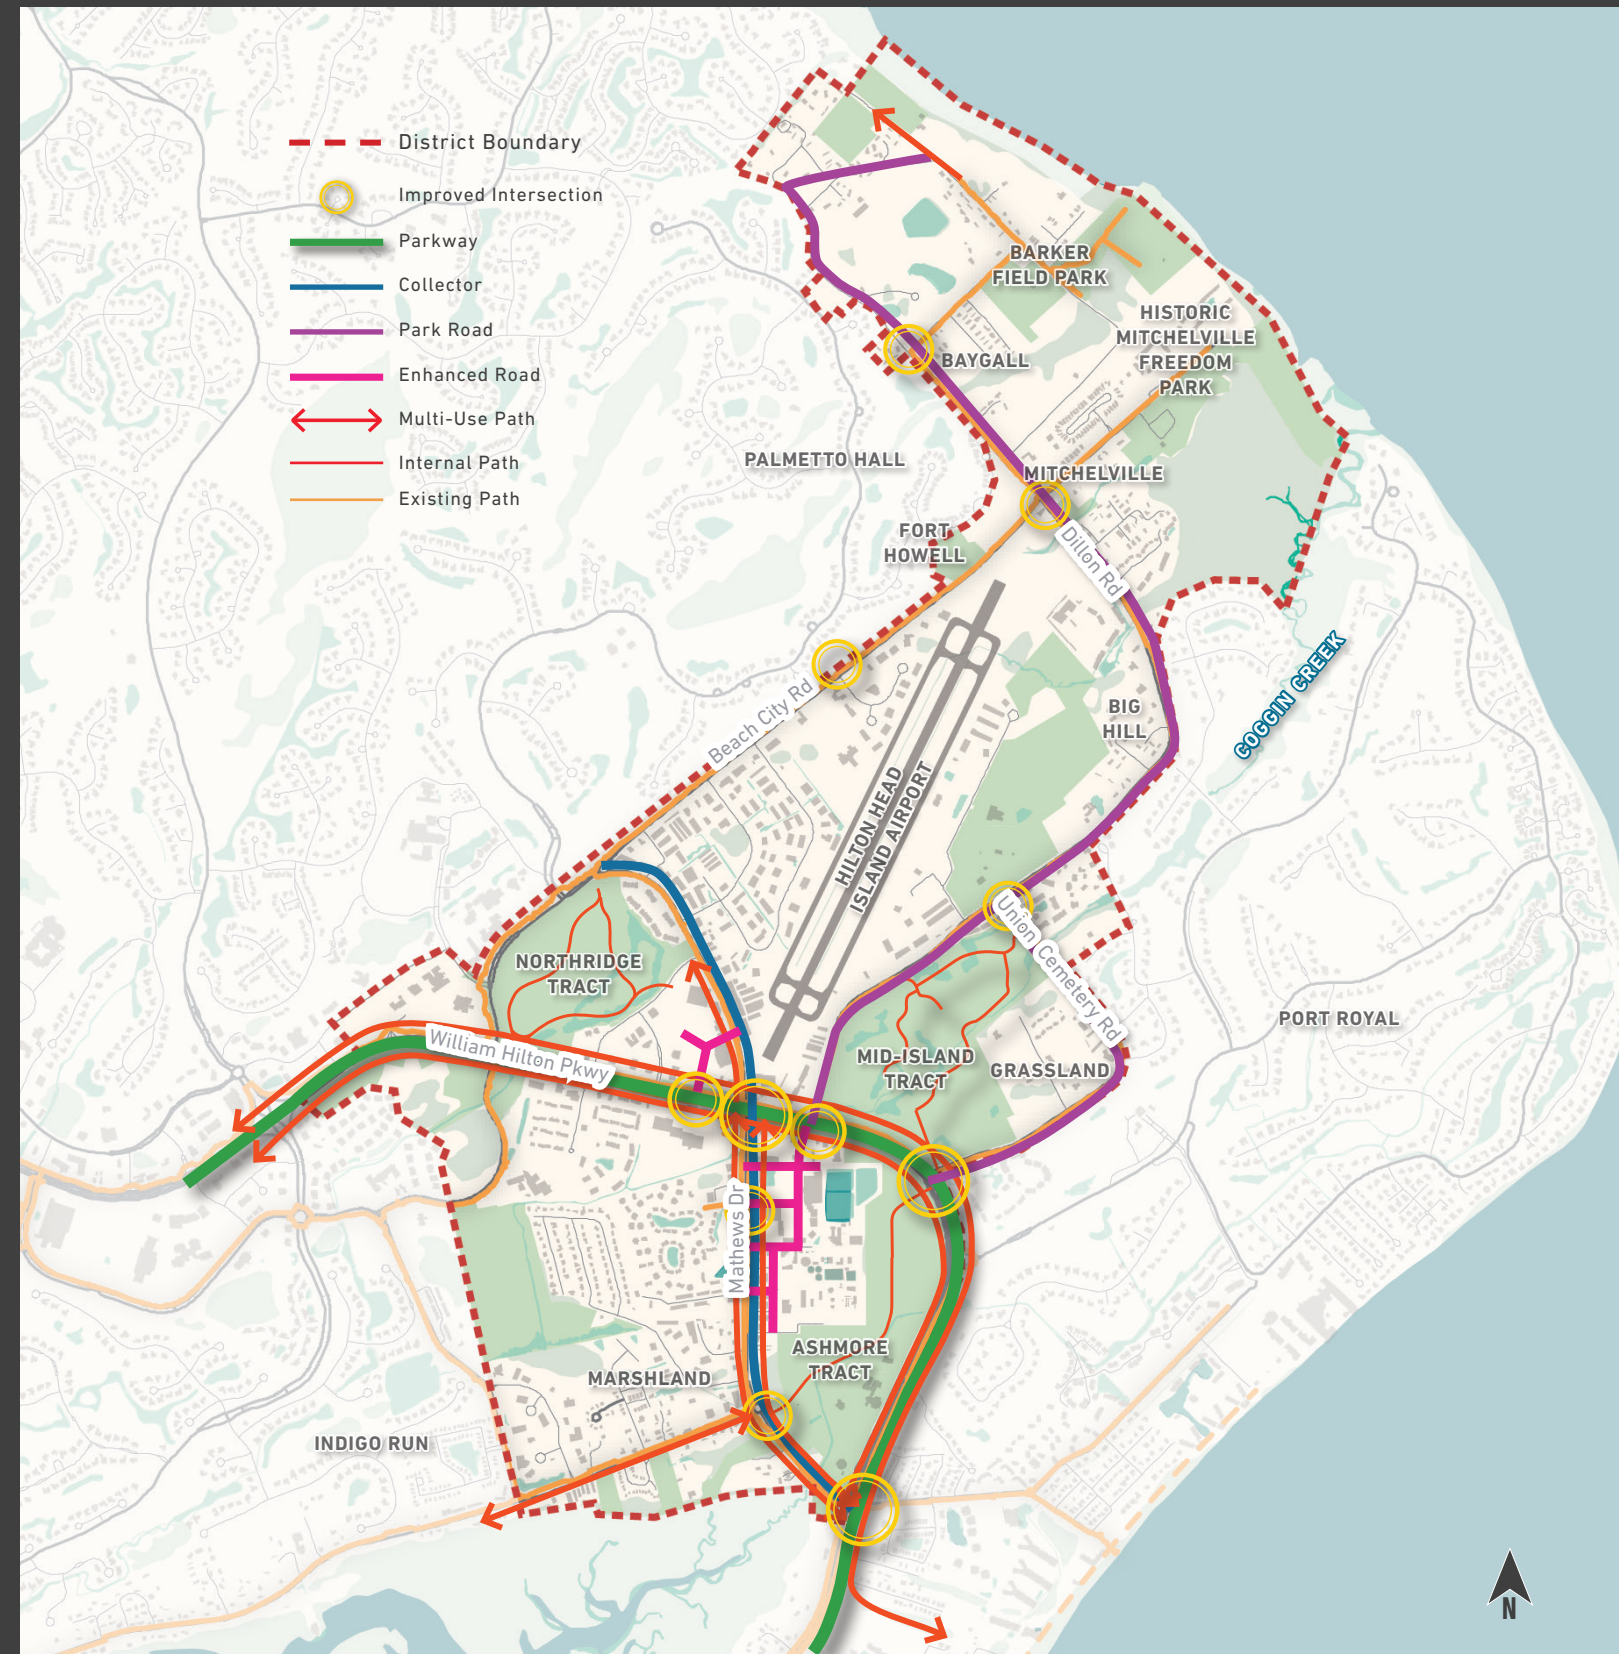 District Boundary
Improved Intersection
Parkway
Collector
Park Road
Enhanced Road
Multi-Use Path
Internal Path
Existing Path
BARKER
FIELD PARK
HISTORIC
MITCHELVILLE
FREEDOM
PARK
BAYGALL
PALMETTO HALL
MITCHELVILLE
FORT
HOWELL
Dillon Rd
COGGIN CREEK
Beach City Rd
BIG
HILL
HILTON HEAD
ISLAND AIRPORT
Union Cemetery Rd
NORTHRIDGE
TRACT
PORT ROYAL
William Hilton Pkwy
MID-ISLAND
TRACT
GRASSLAND
Mathews Dr
ASHMORE
TRACT
MARSHLAND
INDIGO RUN
N